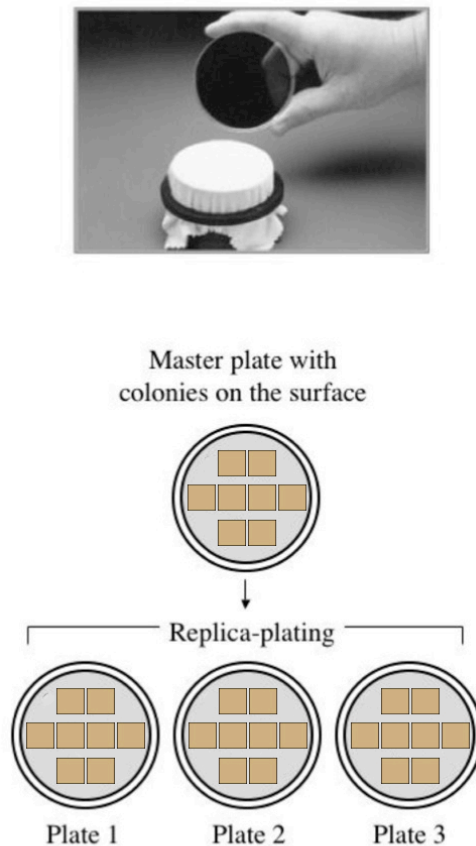 Master plate with
colonies on the surface
Replica-plating
Plate 1
Plate 2
Plate 3